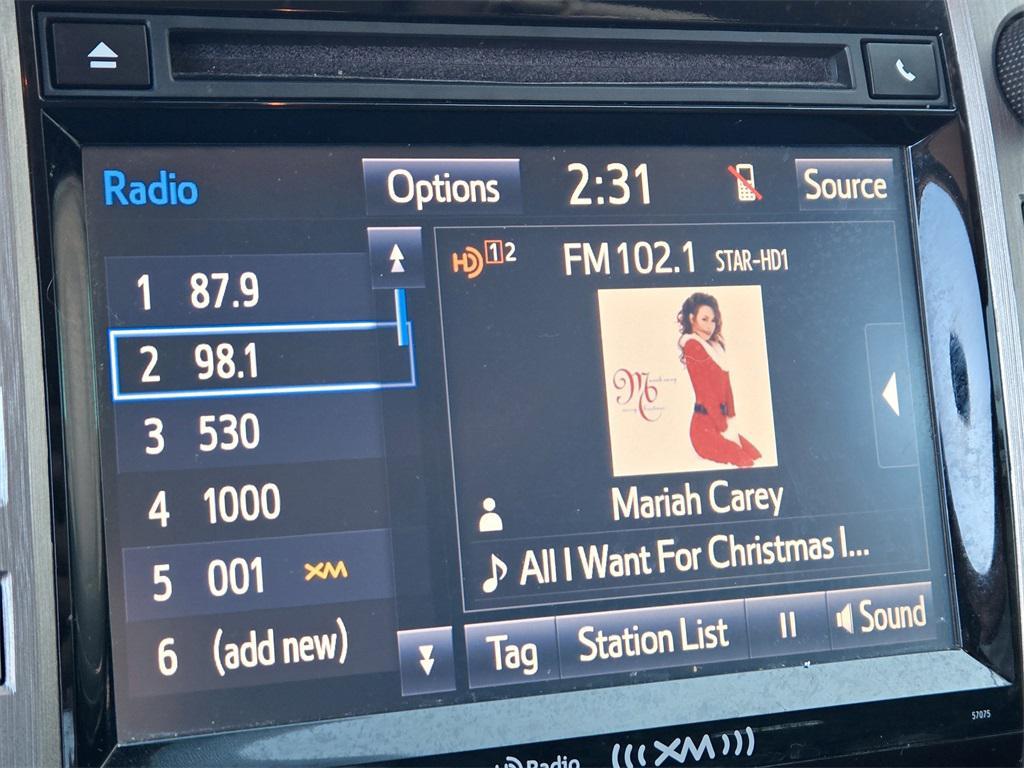 Radio
Options
2:31
Source
1 87.9
2 98.1
3 530
4 1000
5 001 XM
6 (add new)
HD 1 2
FM 102.1 STAR-HD1
Mariah Carey
All I Want For Christmas I...
Tag
Station List
Sound
57075
HD Radio
(((XM)))